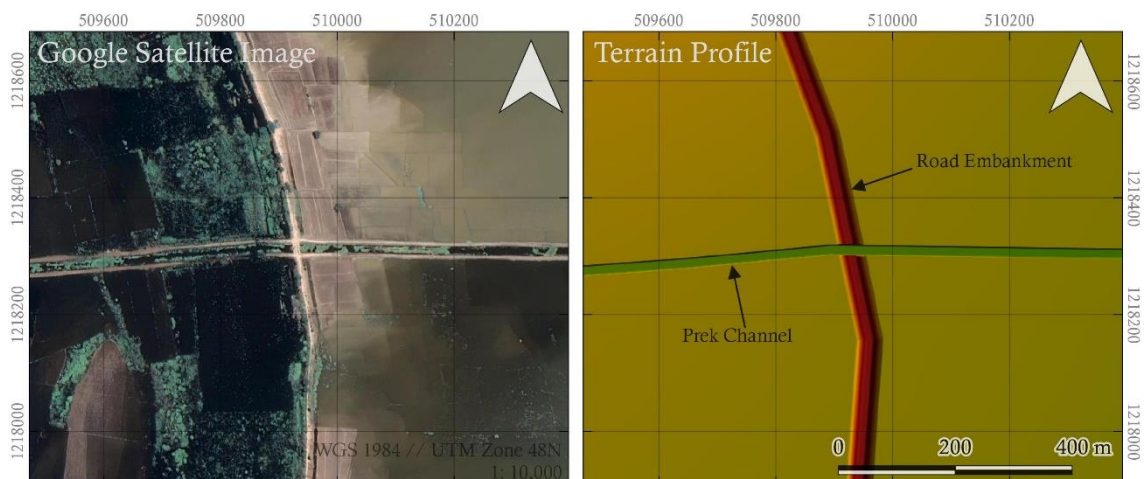 509600 509800 510000 510200
509600 509800 510000 510200
Google Satellite Image
Terrain Profile
1218600
1218400
1218200
1218000
Road Embankment
Prek Channel
WGS 1984 // UTM Zone 48N
1: 10,000
0 200 400 m
1218600
1218400
1218200
1218000